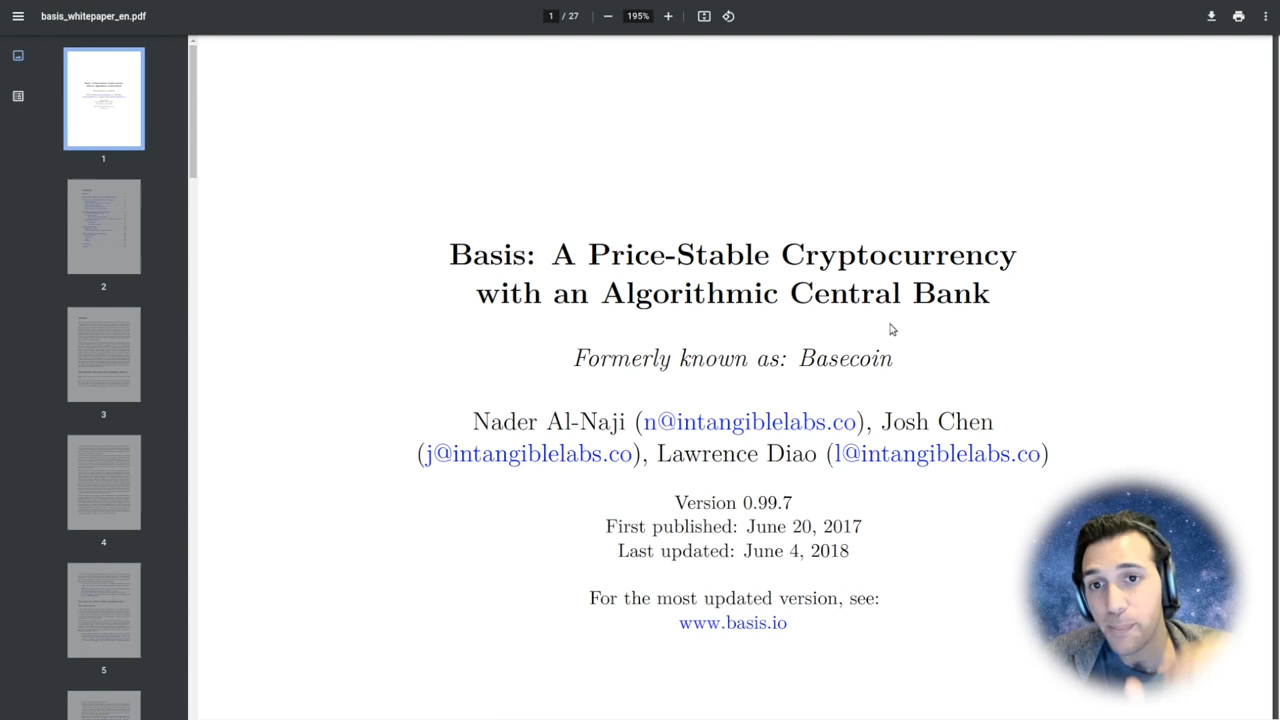 basis_whitepaper_en.pdf
1 / 27
195%
1
2
3
4
5
Basis: A Price-Stable Cryptocurrency
with an Algorithmic Central Bank
Formerly known as: Basecoin
Nader Al-Naji (n@intangiblelabs.co), Josh Chen
(j@intangiblelabs.co), Lawrence Diao (l@intangiblelabs.co)
Version 0.99.7
First published: June 20, 2017
Last updated: June 4, 2018
For the most updated version, see:
www.basis.io